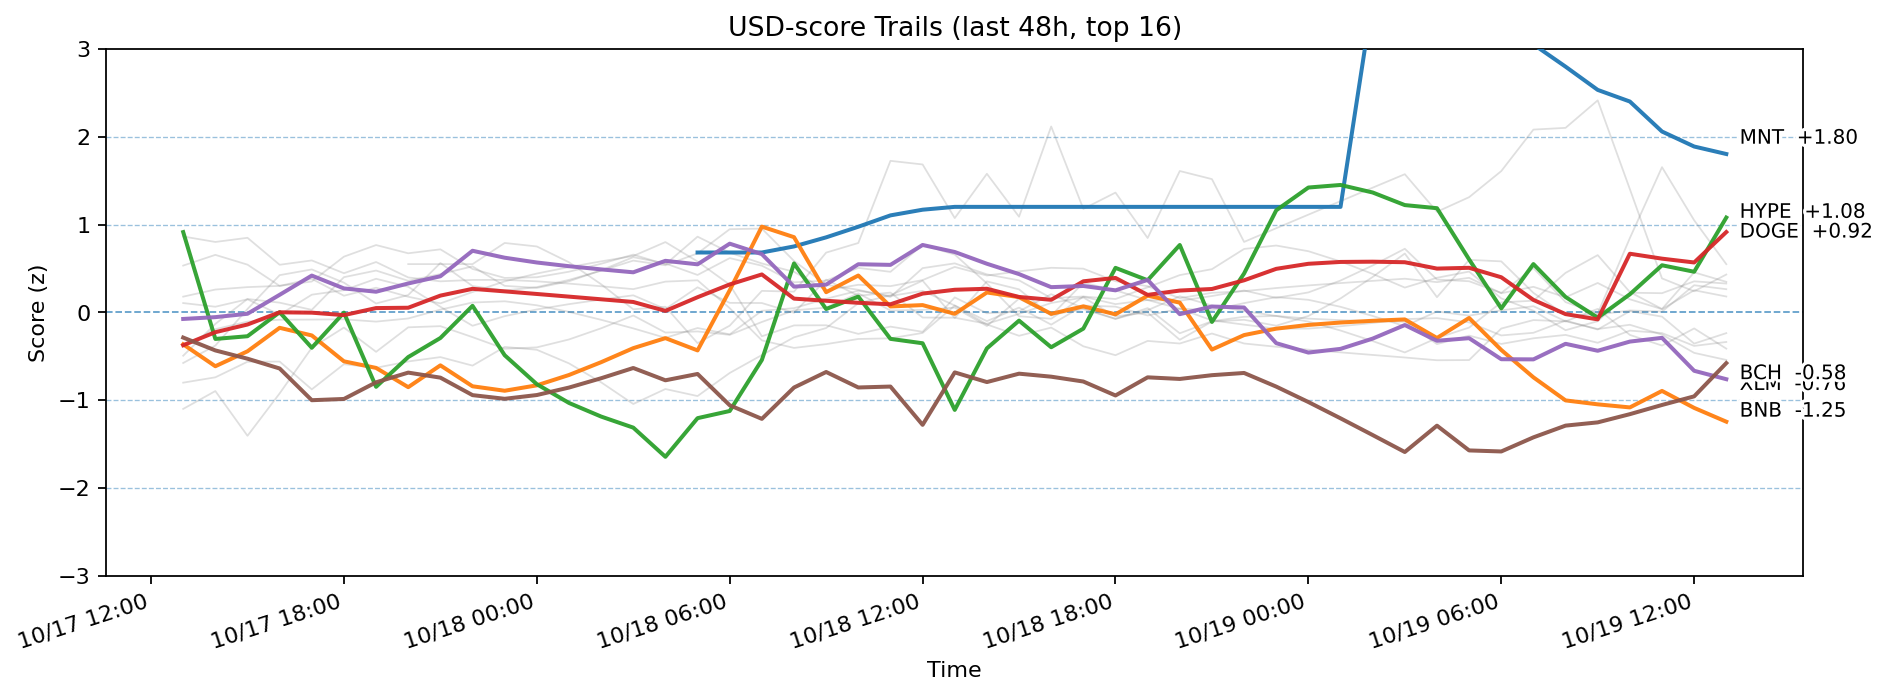 USD-score Trails (last 48h, top 16)
Score (z)
3
2
1
0
−1
−2
−3
MNT +1.80
HYPE +1.08
DOGE +0.92
BCH -0.58
XLM -0.76
BNB -1.25
10/17 12:00
10/17 18:00
10/18 00:00
10/18 06:00
10/18 12:00
10/18 18:00
10/19 00:00
10/19 06:00
10/19 12:00
Time